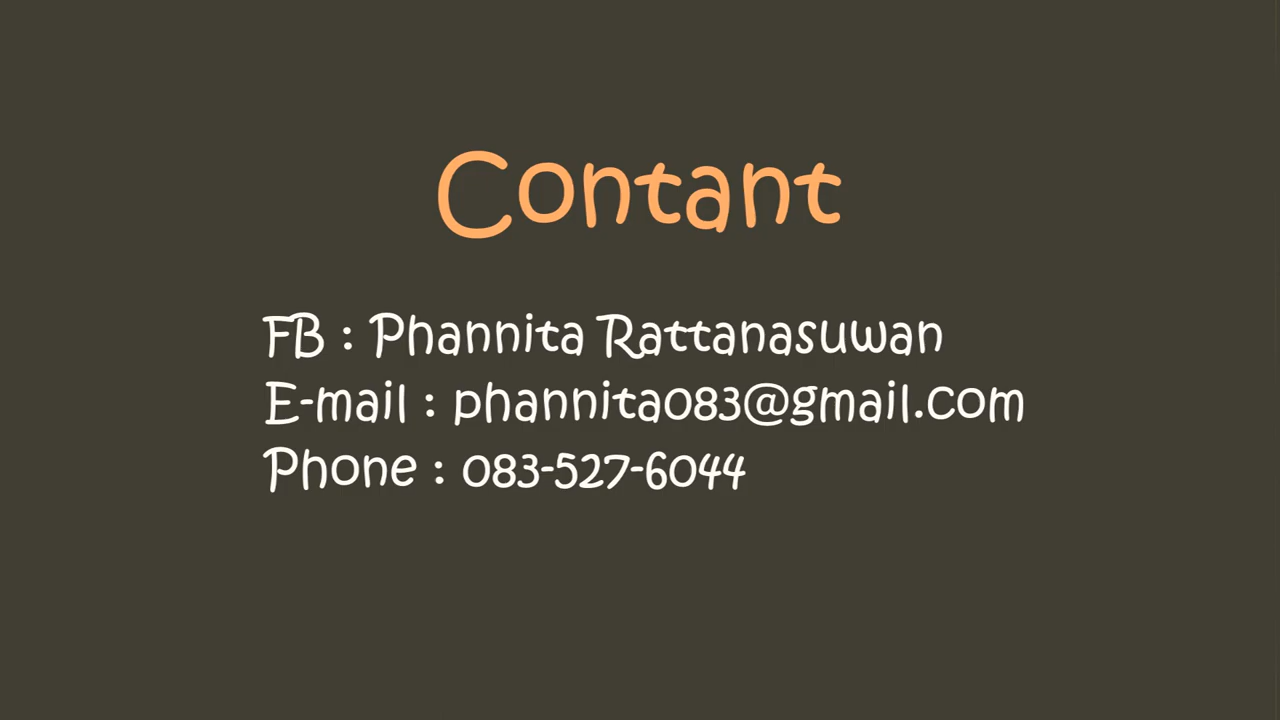 Contant
FB : Phannita Rattanasuwan
E-mail : phannita083@gmail.com
Phone : 083-527-6044